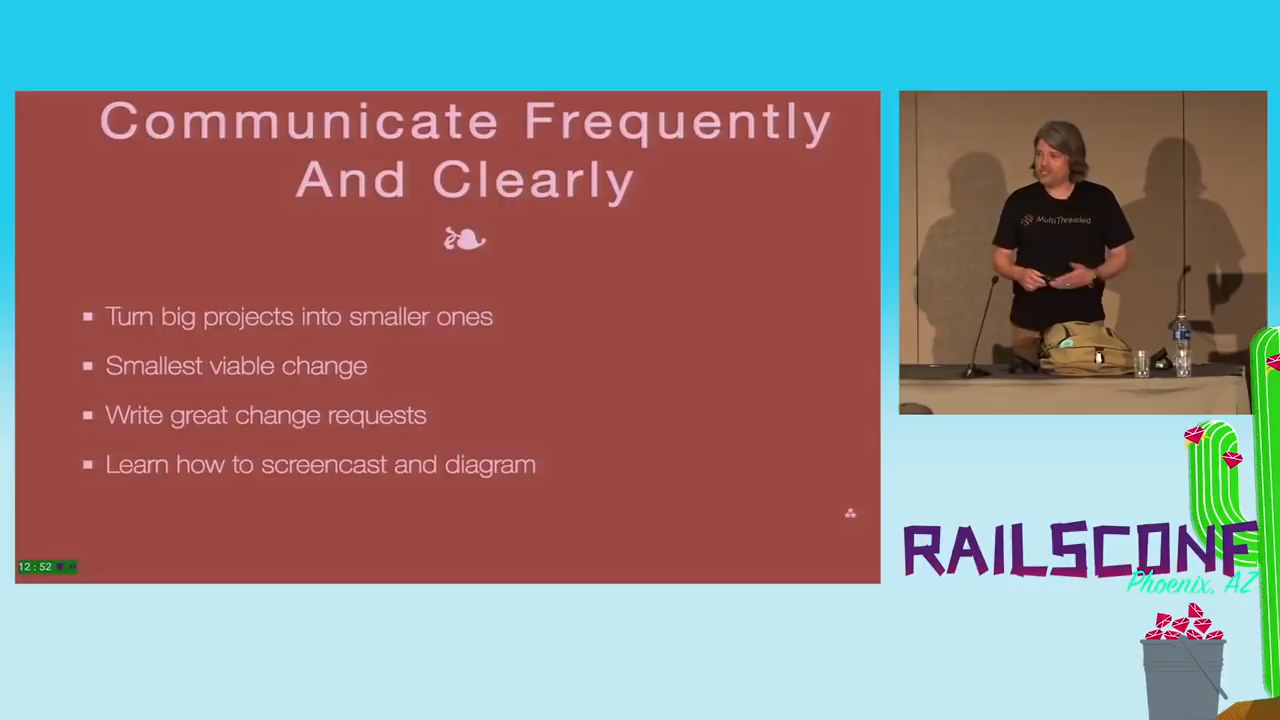 Communicate Frequently
And Clearly
Turn big projects into smaller ones
Smallest viable change
Write great change requests
Learn how to screencast and diagram
12:52
MultiThreaded
RAILSCONF
Phoenix, AZ